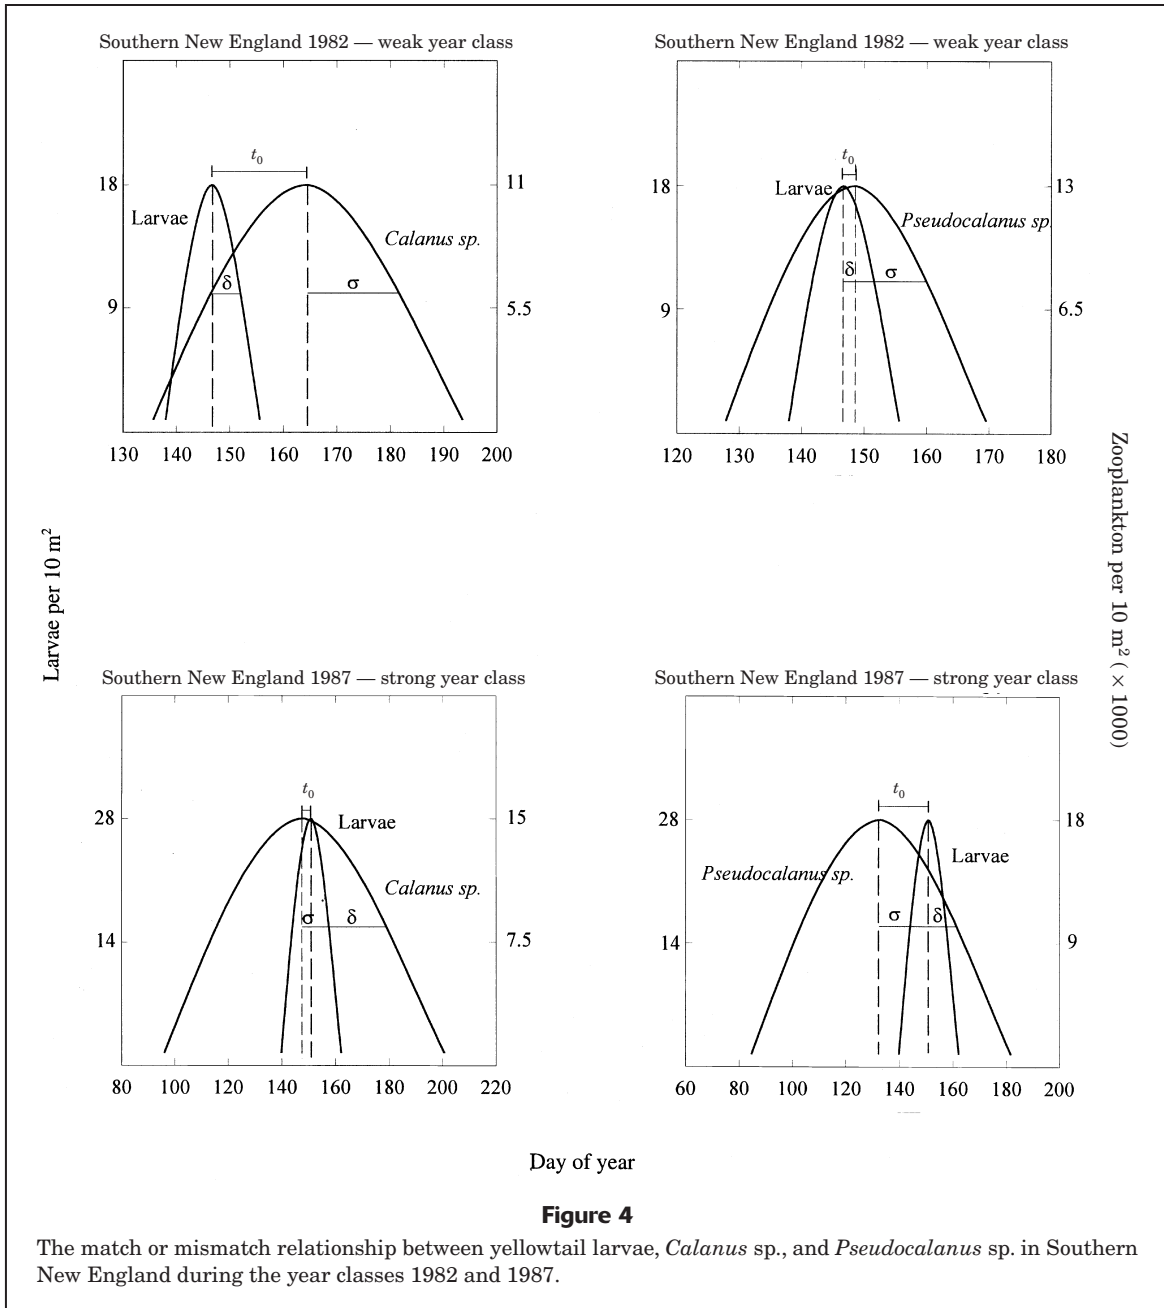 Southern New England 1982 — weak year class
t0
18
11
Larvae
Calanus sp.
δ
σ
9
5.5
130 140 150 160 170 180 190 200
Southern New England 1982 — weak year class
t0
18
Larvae
13
Pseudocalanus sp.
δ
σ
9
6.5
120 130 140 150 160 170 180
Larvae per 10 m²
Zooplankton per 10 m² ( × 1000)
Southern New England 1987 — strong year class
t0
28
Larvae
15
Calanus sp.
σ
δ
14
7.5
80 100 120 140 160 180 200 220
Southern New England 1987 — strong year class
t0
28
18
Larvae
Pseudocalanus sp.
σ
δ
14
9
60 80 100 120 140 160 180 200
Day of year
Figure 4
The match or mismatch relationship between yellowtail larvae, Calanus sp., and Pseudocalanus sp. in Southern
New England during the year classes 1982 and 1987.